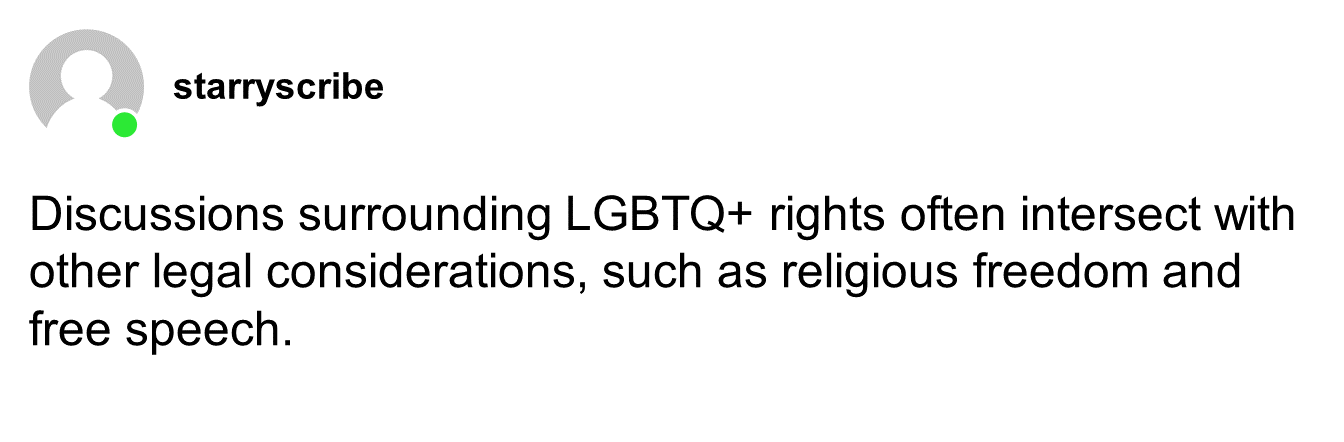 starryscribe
Discussions surrounding LGBTQ+ rights often intersect with
other legal considerations, such as religious freedom and
free speech.